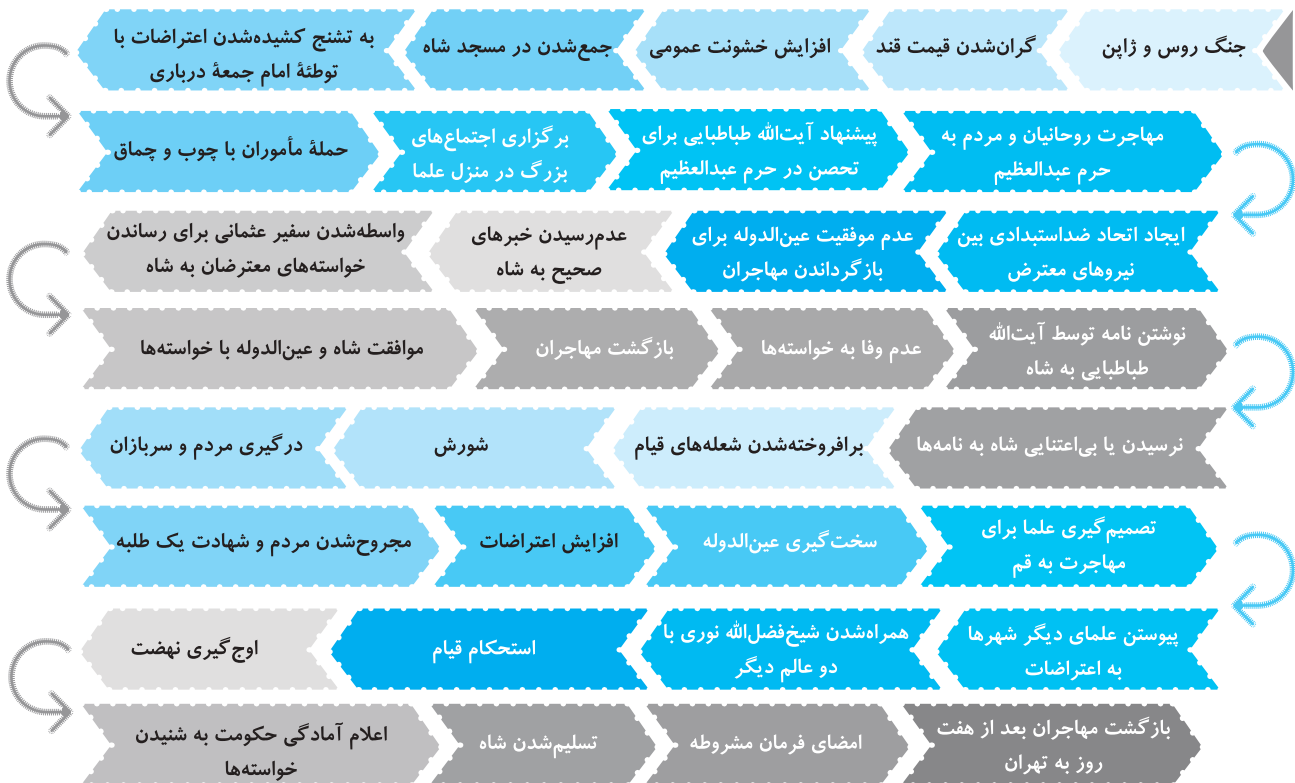 جنگ روس و ژاپن
گران‌شدن قیمت قند
افزایش خشونت عمومی
جمع‌شدن در مسجد شاه
به تشنج کشیده‌شدن اعتراضات با
توطئهٔ امام جمعهٔ درباری
حملهٔ مأموران با چوب و چماق
برگزاری اجتماع‌های
بزرگ در منزل علما
پیشنهاد آیت‌الله طباطبایی برای
تحصن در حرم عبدالعظیم
مهاجرت روحانیان و مردم به
حرم عبدالعظیم
ایجاد اتحاد ضداستبدادی بین
نیروهای معترض
عدم موفقیت عین‌الدوله برای
بازگرداندن مهاجران
عدم‌رسیدن خبرهای
صحیح به شاه
واسطه‌شدن سفیر عثمانی برای رساندن
خواسته‌های معترضان به شاه
موافقت شاه و عین‌الدوله با خواسته‌ها
بازگشت مهاجران
عدم وفا به خواسته‌ها
نوشتن نامه توسط آیت‌الله
طباطبایی به شاه
نرسیدن یا بی‌اعتنایی شاه به نامه‌ها
برافروخته‌شدن شعله‌های قیام
شورش
درگیری مردم و سربازان
مجروح‌شدن مردم و شهادت یک طلبه
افزایش اعتراضات
سخت‌گیری عین‌الدوله
تصمیم‌گیری علما برای
مهاجرت به قم
پیوستن علمای دیگر شهرها
به اعتراضات
همراه‌شدن شیخ‌فضل‌الله نوری با
دو عالم دیگر
استحکام قیام
اوج‌گیری نهضت
اعلام آمادگی حکومت به شنیدن
خواسته‌ها
تسلیم‌شدن شاه
امضای فرمان مشروطه
بازگشت مهاجران بعد از هفت
روز به تهران